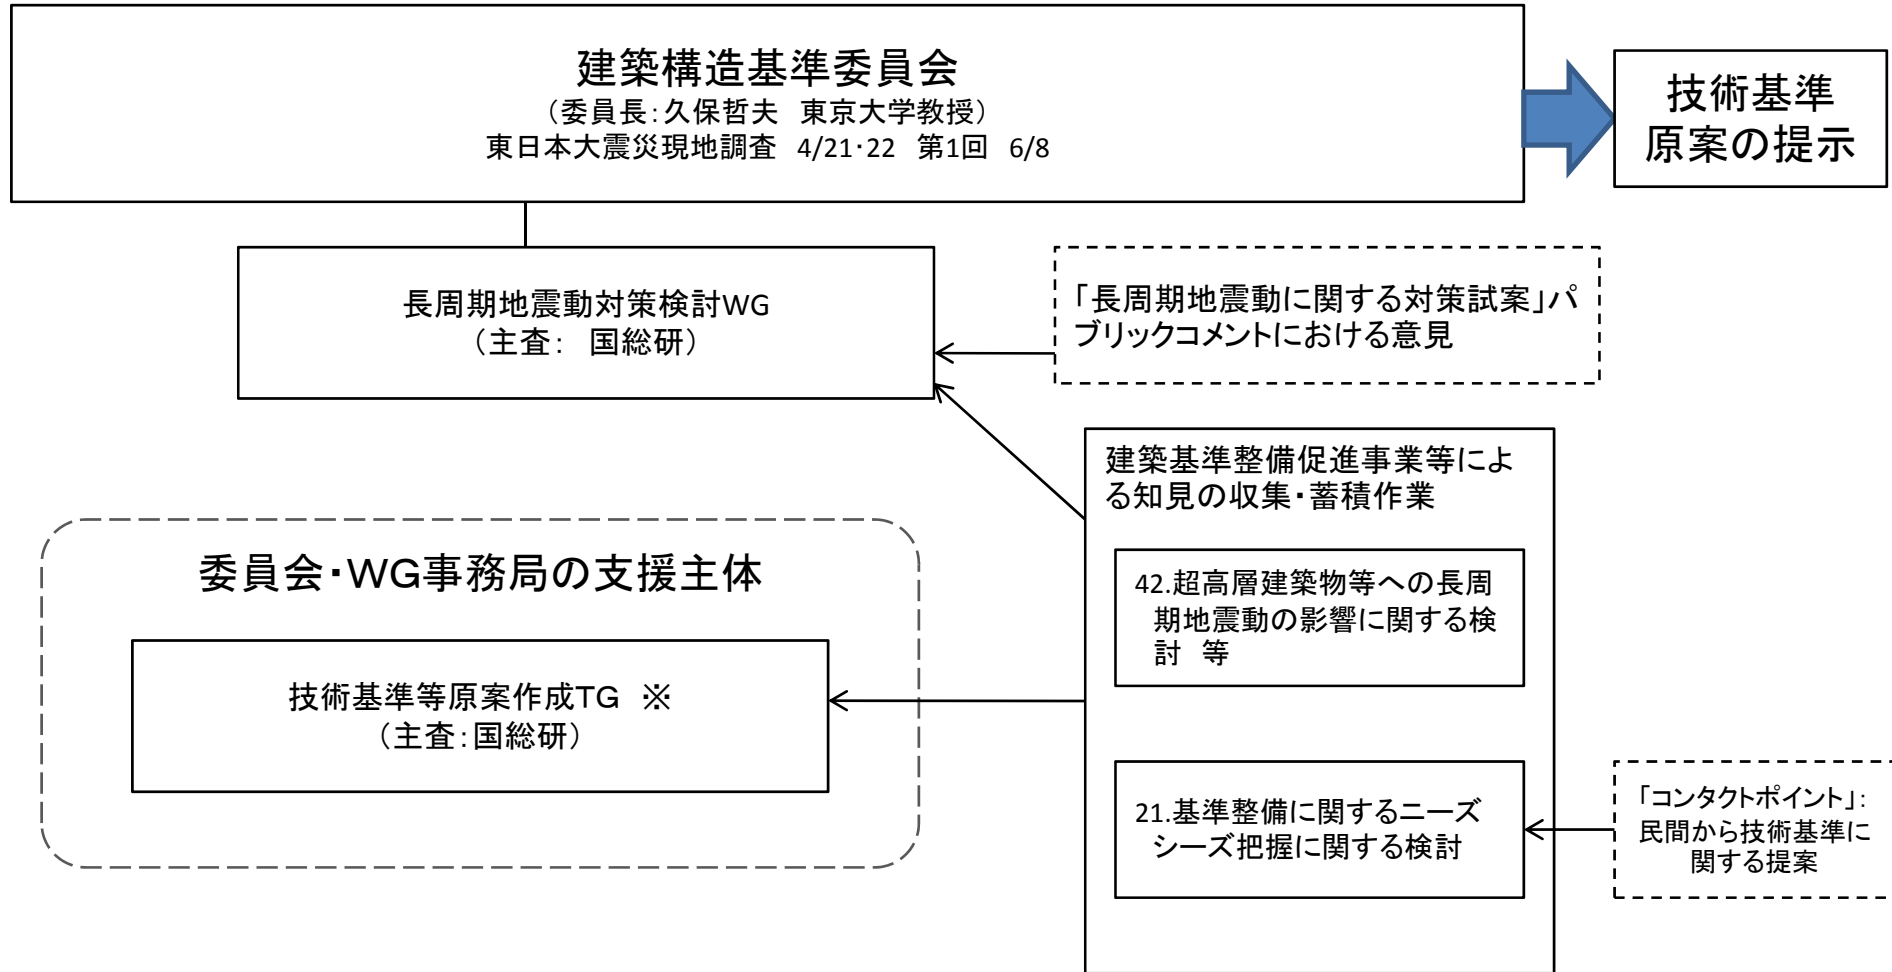 建築構造基準委員会
（委員長：久保哲夫　東京大学教授）
東日本大震災現地調査　4/21・22　第1回　6/8
技術基準
原案の提示
長周期地震動対策検討WG
（主査：　国総研）
「長周期地震動に関する対策試案」パ
ブリックコメントにおける意見
建築基準整備促進事業等によ
る知見の収集・蓄積作業
委員会・WG事務局の支援主体
42.超高層建築物等への長周
期地震動の影響に関する検
討　等
技術基準等原案作成TG　※
（主査：国総研）
21.基準整備に関するニーズ
シーズ把握に関する検討
「コンタクトポイント」：
民間から技術基準に
関する提案